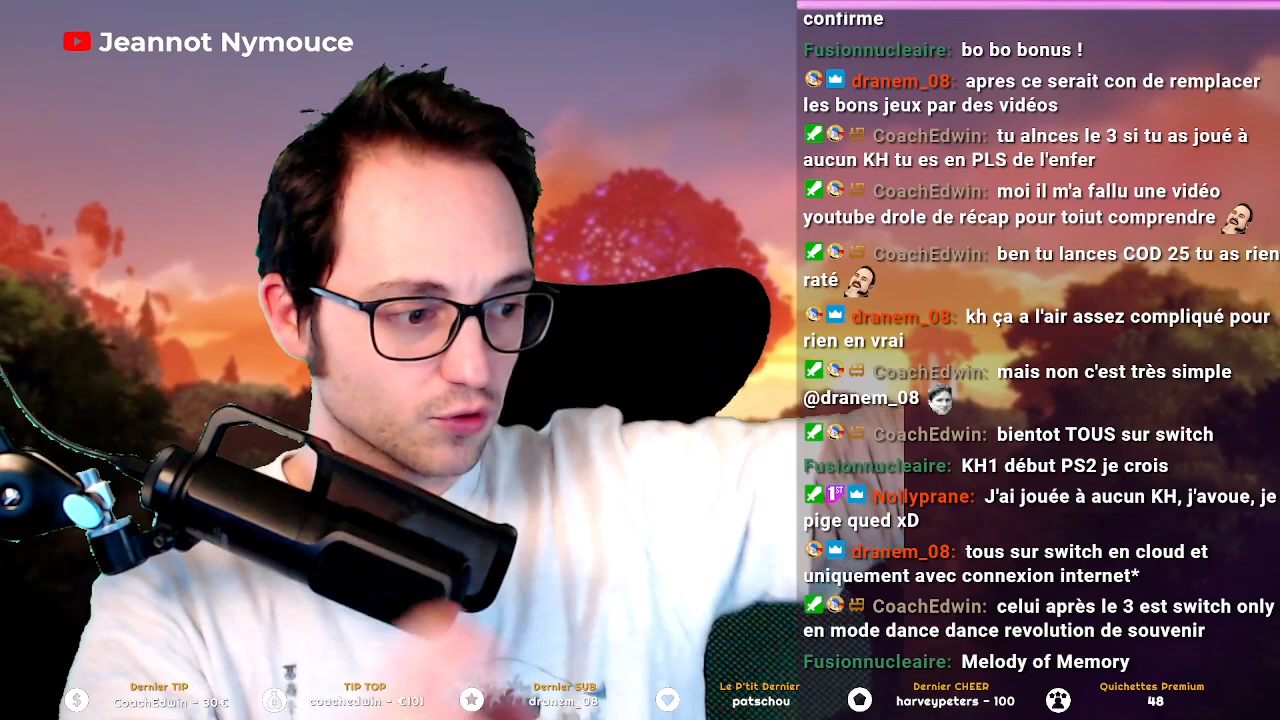 Jeannot Nymouce
confirme
Fusionnucleaire: bo bo bonus !
dranem_08: apres ce serait con de remplacer
les bons jeux par des vidéos
CoachEdwin: tu alnces le 3 si tu as joué à
aucun KH tu es en PLS de l'enfer
CoachEdwin: moi il m'a fallu une vidéo
youtube drole de récap pour toiut comprendre
CoachEdwin: ben tu lances COD 25 tu as rien
raté
dranem_08: kh ça a l'air assez compliqué pour
rien en vrai
CoachEdwin: mais non c'est très simple
@dranem_08
CoachEdwin: bientot TOUS sur switch
Fusionnucleaire: KH1 début PS2 je crois
1ST Nollyprane: J'ai jouée à aucun KH, j'avoue, je
pige qued xD
dranem_08: tous sur switch en cloud et
uniquement avec connexion internet*
CoachEdwin: celui après le 3 est switch only
en mode dance dance revolution de souvenir
Fusionnucleaire: Melody of Memory
Dernier TIP
CoachEdwin - 30€
TIP TOP
coachedwin - €101
Dernier SUB
dranem_08
Le P'tit Dernier
patschou
Dernier CHEER
harveypeters - 100
Quichettes Premium
48